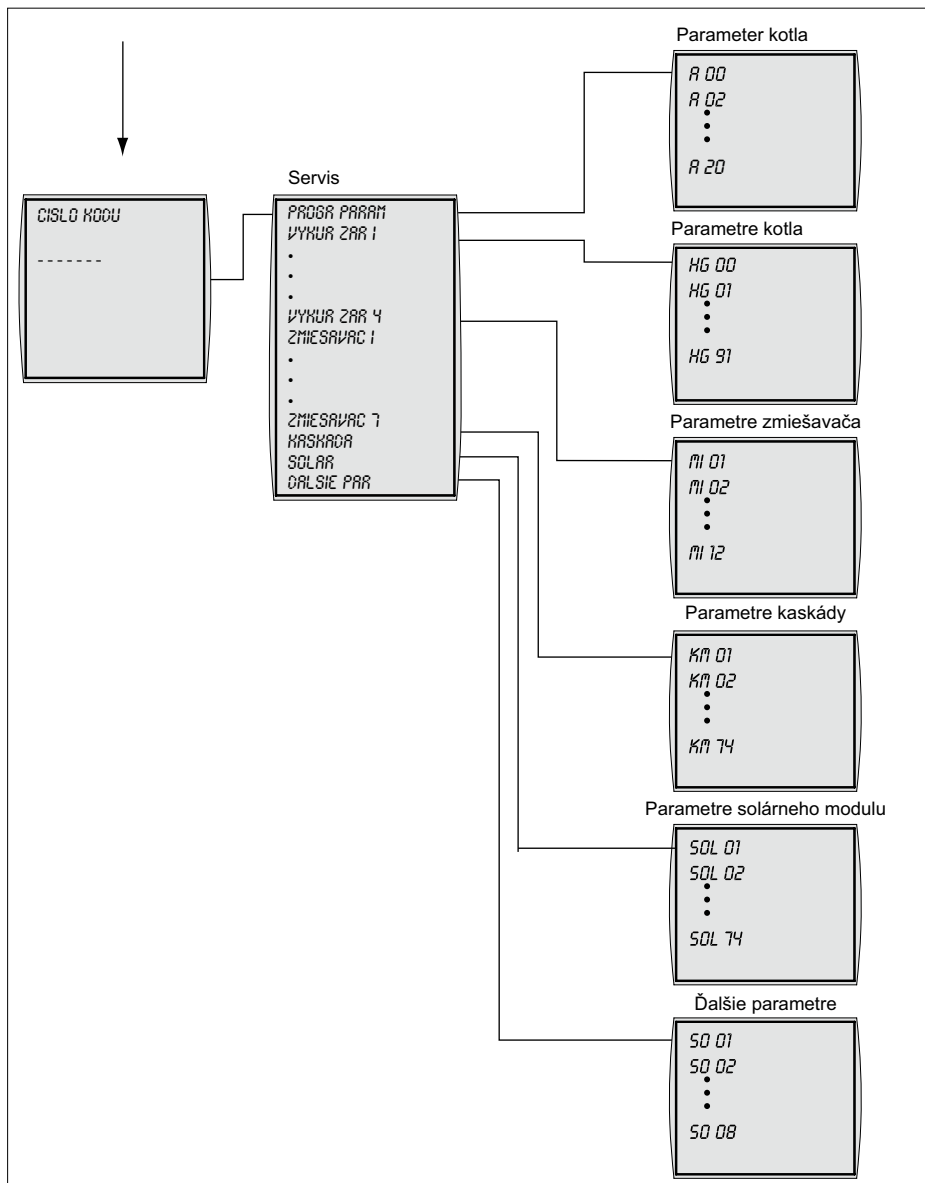 CISLO KODU
- - - - - - -
Servis
PROGR PARAM
VYKUR ZAR 1
•
•
•
VYKUR ZAR 4
ZMIESAVAC 1
•
•
•
ZMIESAVAC 7
KASKADA
SOLAR
DALSIE PAR
Parameter kotla
A 00
A 02
•
•
•
A 20
Parametre kotla
HG 00
HG 01
•
•
•
HG 91
Parametre zmiešavača
MI 01
MI 02
•
•
•
MI 12
Parametre kaskády
KM 01
KM 02
•
•
•
KM 74
Parametre solárneho modulu
SOL 01
SOL 02
•
•
•
SOL 74
Ďalšie parametre
SO 01
SO 02
•
•
•
SO 08